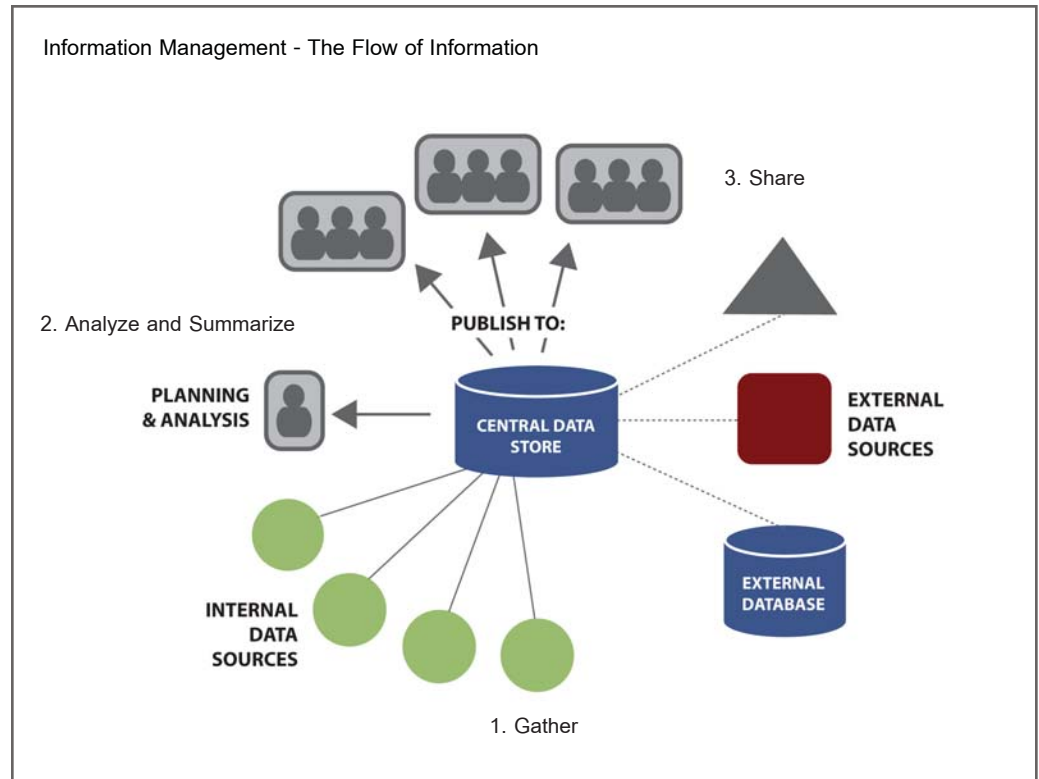 Information Management - The Flow of Information
3. Share
2. Analyze and Summarize
PUBLISH TO:
PLANNING
& ANALYSIS
CENTRAL DATA
STORE
EXTERNAL
DATA
SOURCES
INTERNAL
DATA
SOURCES
EXTERNAL
DATABASE
1. Gather